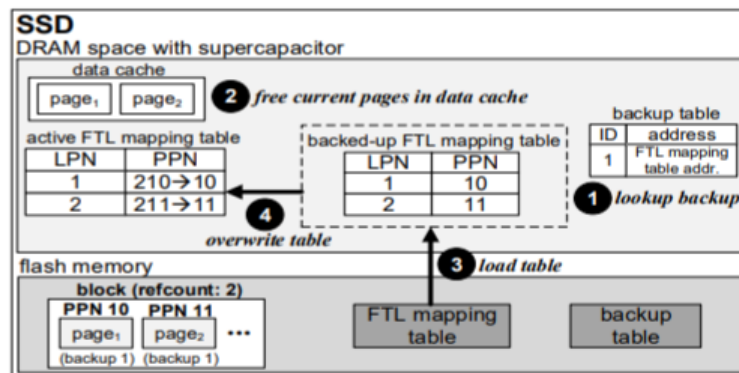 SSD
DRAM space with supercapacitor
data cache
page₁ page₂
2 free current pages in data cache
backup table
ID address
1 FTL mapping table addr.
1 lookup backup
active FTL mapping table
LPN PPN
1 210→10
2 211→11
backed-up FTL mapping table
LPN PPN
1 10
2 11
4
overwrite table
3 load table
flash memory
block (refcount: 2)
PPN 10 PPN 11
page₁ page₂ •••
(backup 1) (backup 1)
FTL mapping
table
backup
table